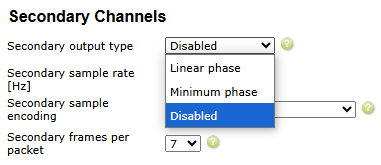 Secondary Channels
Secondary output type Disabled ?
Linear phase
Minimum phase
Disabled
Secondary sample rate
[Hz]
Secondary sample
encoding ?
Secondary frames per
packet 7 ?